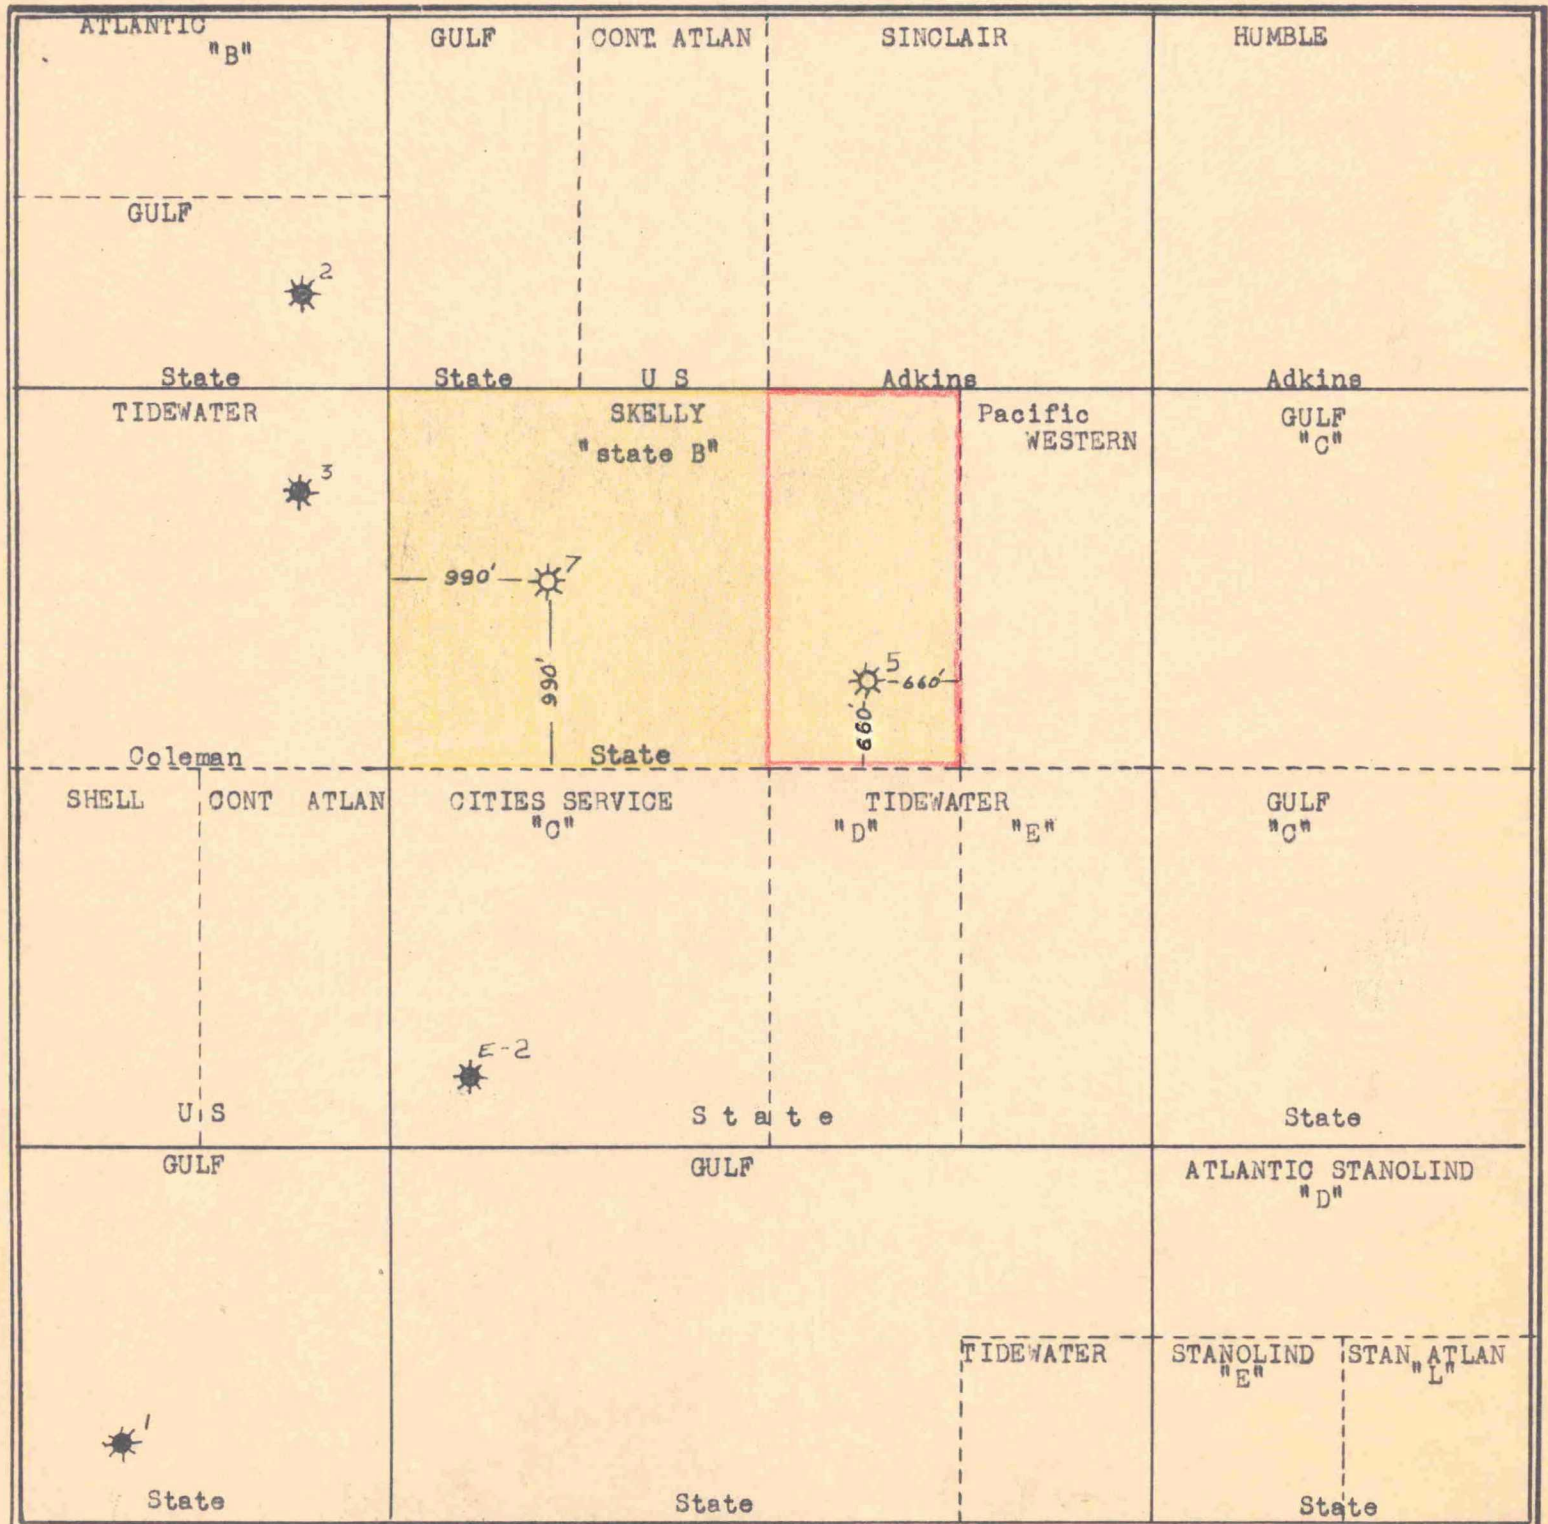 ATLANTIC
"B"
GULF
CONT. ATLAN
SINCLAIR
HUMBLE
GULF
2
State
State
U S
Adkins
Adkins
TIDEWATER
SKELLY
"state B"
Pacific
WESTERN
GULF
"C"
3
990'
7
990'
5
660'
660'
Coleman
State
SHELL
CONT ATLAN
CITIES SERVICE
"C"
TIDEWATER
"D"
"E"
GULF
"C"
E-2
U S
State
State
GULF
GULF
ATLANTIC STANOLIND
"D"
TIDEWATER
STANOLIND
"E"
STAN ATLAN
"L"
1
State
State
State